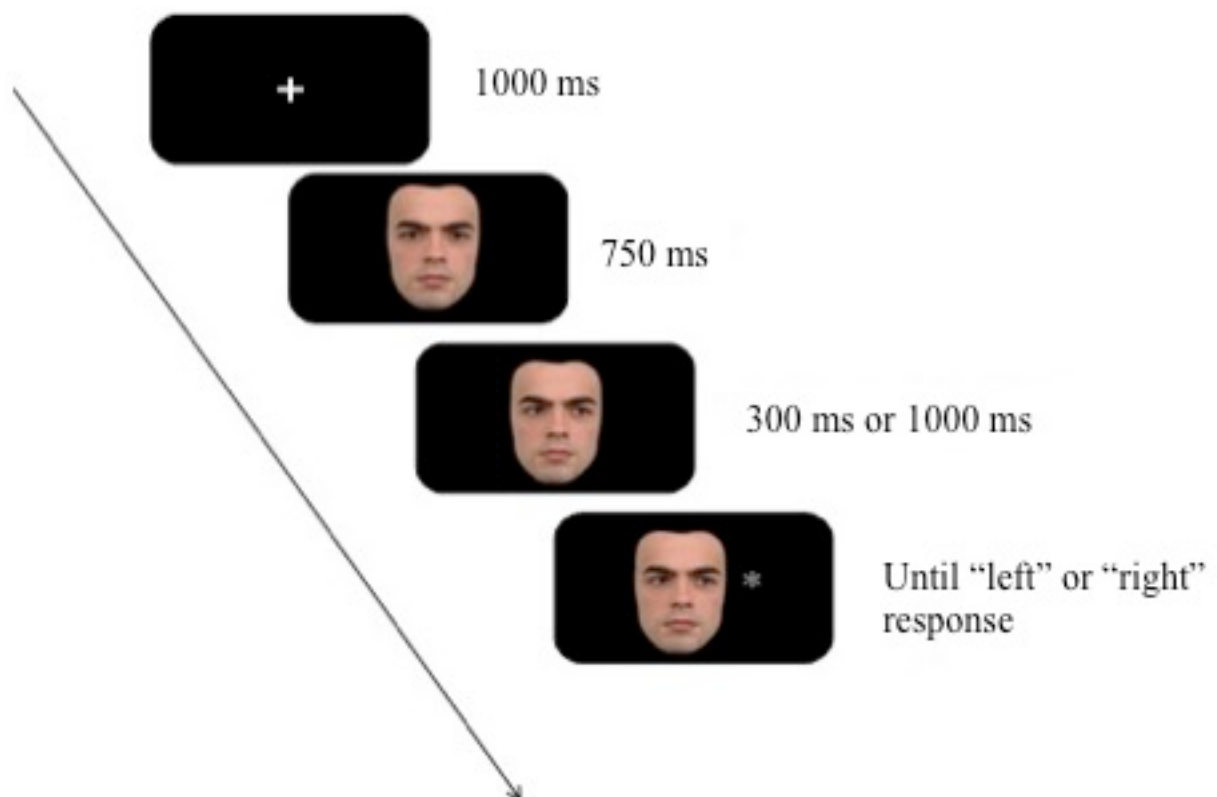 1000 ms
750 ms
300 ms or 1000 ms
*
Until “left” or “right”
response